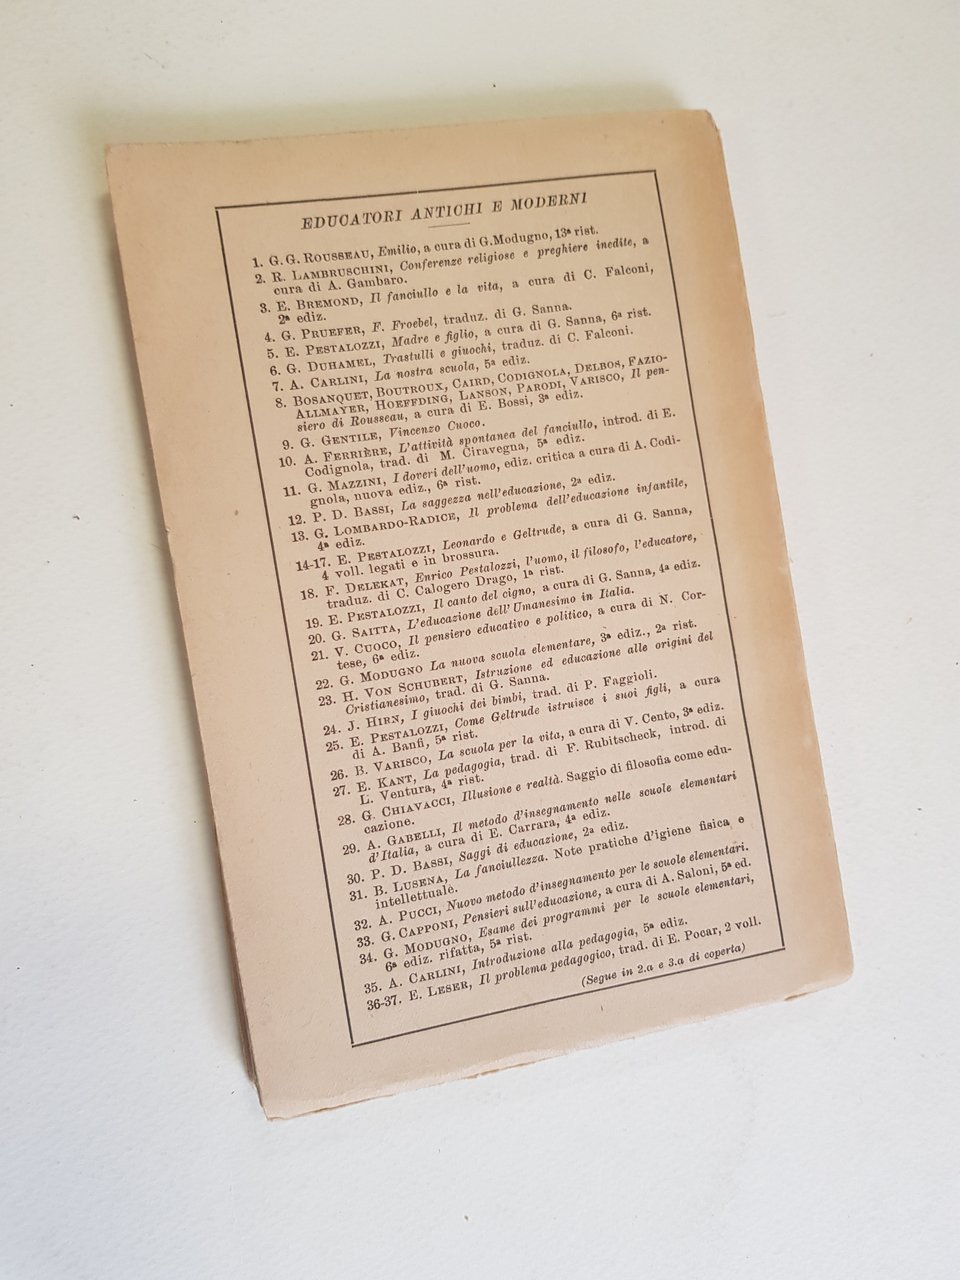 EDUCATORI ANTICHI E MODERNI
1. G. G. ROUSSEAU, Emilio, a cura di G. Modugno, 13ª rist.
2. R. LAMBRUSCHINI, Conferenze religiose e preghiere inedite, a
cura di A. Gambaro.
3. E. BREMOND, Il fanciullo e la vita, a cura di C. Falconi,
2ª ediz.
4. G. PRUEFER, F. Froebel, traduz. di G. Sanna.
5. E. PESTALOZZI, Madre e figlio, a cura di G. Sanna, 6ª rist.
6. G. DUHAMEL, Trastulli e giuochi, traduz. di C. Falconi.
7. A. CARLINI, La nostra scuola, 5ª ediz.
8. BOSANQUET, BOUTROUX, CAIRD, CODIGNOLA, DELBOS, FAZIO-
ALLMAYER, HOEFFDING, LANSON, PARODI, VARISCO, Il pen-
siero di Rousseau, a cura di E. Bossi, 3ª ediz.
9. G. GENTILE, Vincenzo Cuoco.
10. A. FERRIÈRE, L'attività spontanea del fanciullo, introd. di E.
Codignola, trad. di M. Ciravegna, 5ª ediz.
11. G. MAZZINI, I doveri dell'uomo, ediz. critica a cura di A. Codi-
gnola, nuova ediz., 6ª rist.
12. P. D. BASSI, La saggezza nell'educazione, 2ª ediz.
13. G. LOMBARDO-RADICE, Il problema dell'educazione infantile,
4ª ediz.
14-17. E. PESTALOZZI, Leonardo e Geltrude, a cura di G. Sanna,
4 voll. legati e in brossura.
18. F. DELEKAT, Enrico Pestalozzi, l'uomo, il filosofo, l'educatore,
traduz. di C. Calogero Drago, 1ª rist.
19. E. PESTALOZZI, Il canto del cigno, a cura di G. Sanna, 4ª ediz.
20. G. SAITTA, L'educazione dell'Umanesimo in Italia.
21. V. CUOCO, Il pensiero educativo e politico, a cura di N. Cor-
tese, 6ª ediz.
22. G. MODUGNO La nuova scuola elementare, 3ª ediz., 2ª rist.
23. H. VON SCHUBERT, Istruzione ed educazione alle origini del
Cristianesimo, trad. di G. Sanna.
24. J. HIRN, I giuochi dei bimbi, trad. di P. Faggioli.
25. E. PESTALOZZI, Come Geltrude istruisce i suoi figli, a cura
di A. Banfi, 5ª rist.
26. B. VARISCO, La scuola per la vita, a cura di V. Cento, 3ª ediz.
27. E. KANT, La pedagogia, trad. di F. Rubitscheck, introd. di
L. Ventura, 4ª rist.
28. G. CHIAVACCI, Illusione e realtà. Saggio di filosofia come edu-
cazione.
29. A. GABELLI, Il metodo d'insegnamento nelle scuole elementari
d'Italia, a cura di E. Carrara, 4ª ediz.
30. P. D. BASSI, Saggi di educazione, 2ª ediz.
31. B. LUSENA, La fanciullezza. Note pratiche d'igiene fisica e
intellettuale.
32. A. PUCCI, Nuovo metodo d'insegnamento per le scuole elementari.
33. G. CAPPONI, Pensieri sull'educazione, a cura di A. Saloni, 5ª ed.
34. G. MODUGNO, Esame dei programmi per le scuole elementari,
6ª ediz. rifatta, 5ª rist.
35. A. CARLINI, Introduzione alla pedagogia, 5ª ediz.
36-37. E. LESER, Il problema pedagogico, trad. di E. Pocar, 2 voll.
(Segue in 2.a e 3.a di coperta)